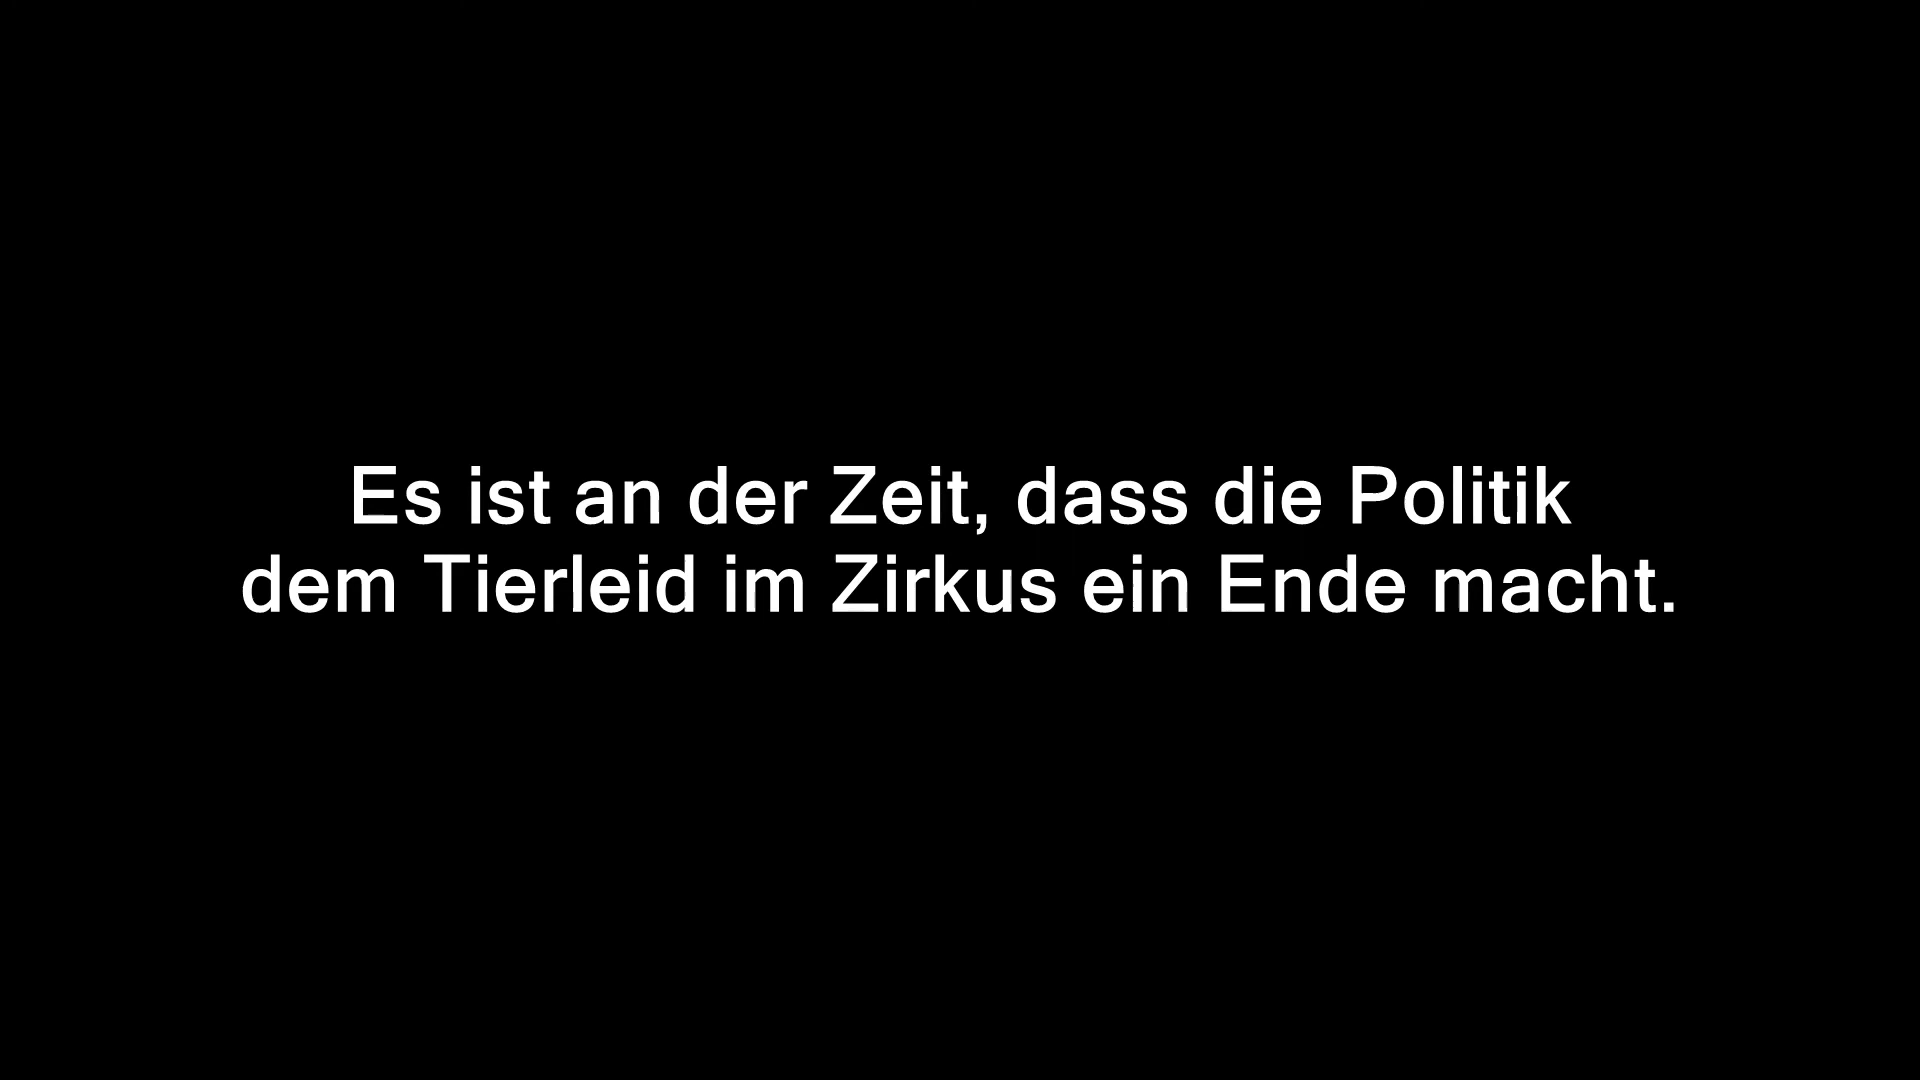 Es ist an der Zeit, dass die Politik
dem Tierleid im Zirkus ein Ende macht.